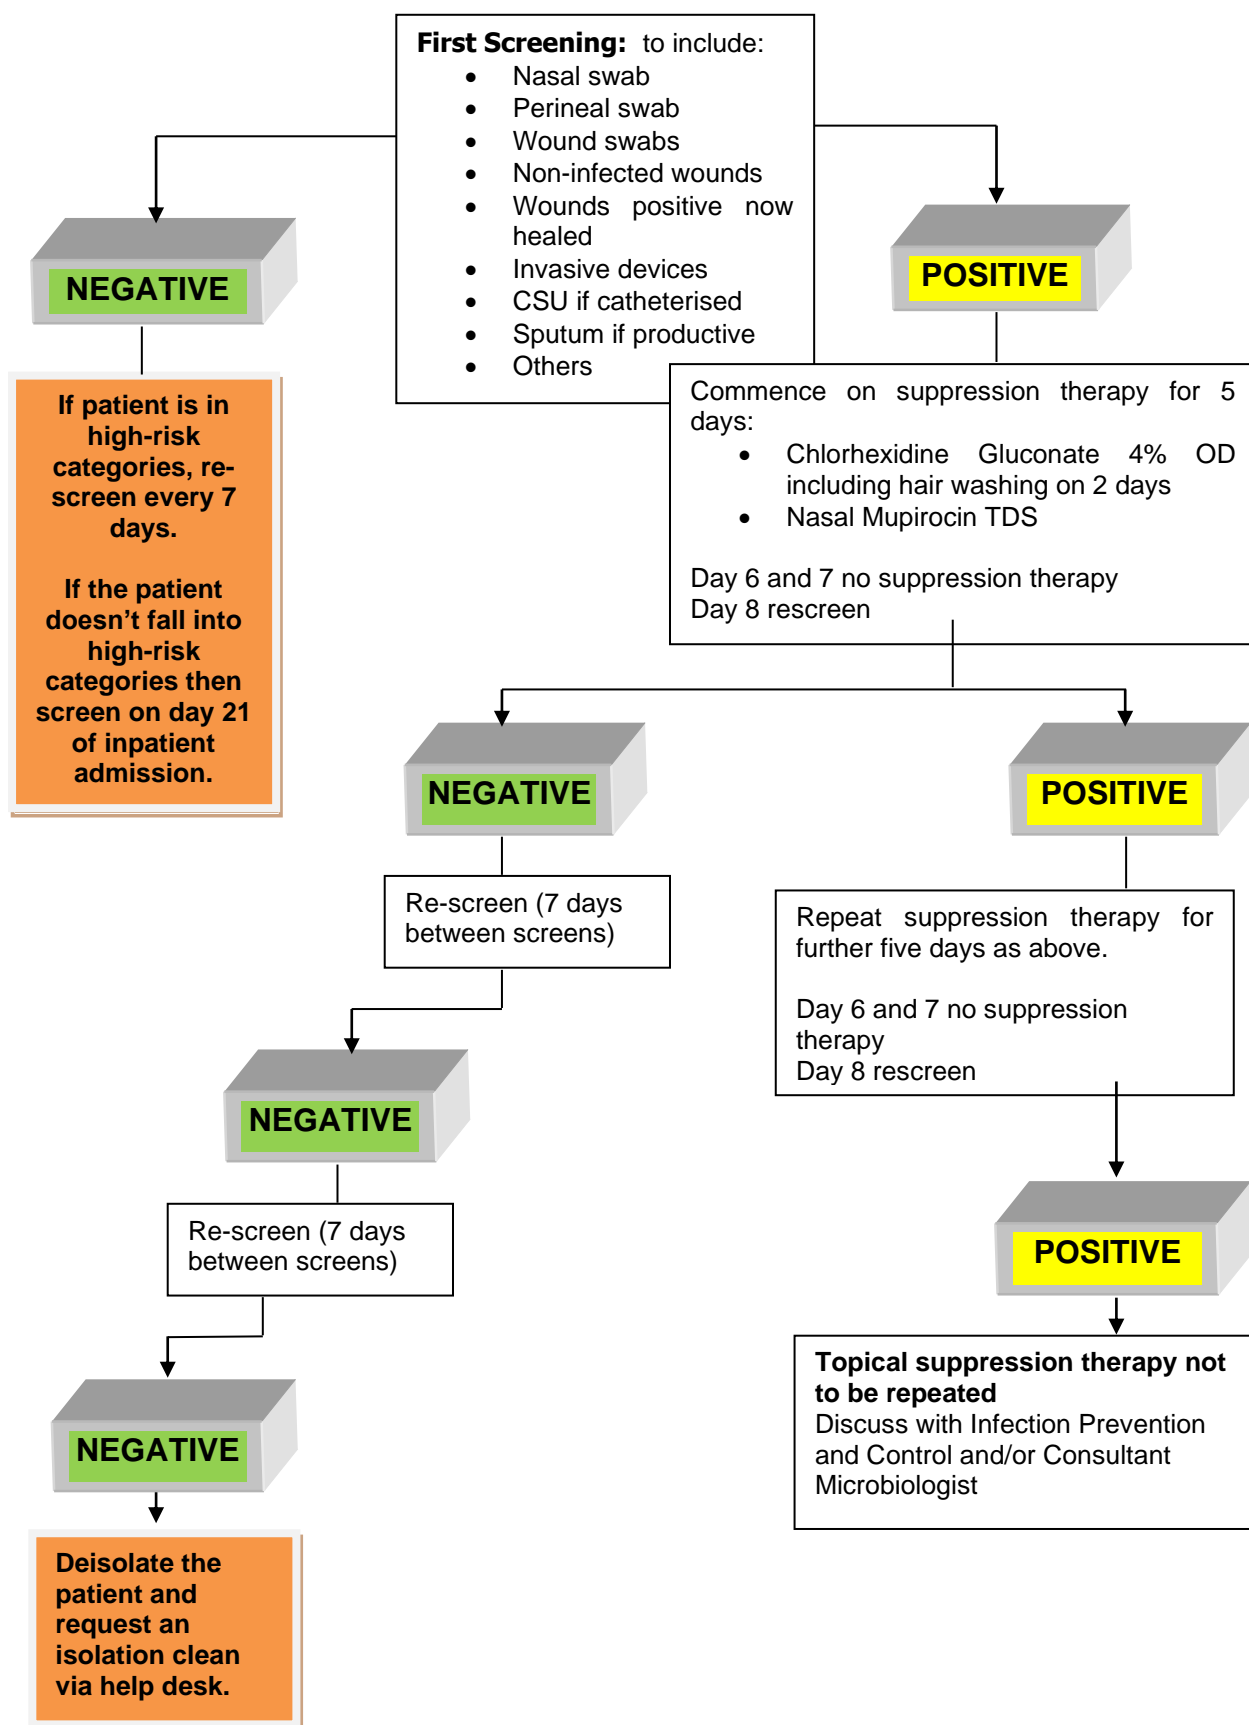 First Screening: to include:
• Nasal swab
• Perineal swab
• Wound swabs
• Non-infected wounds
• Wounds positive now
healed
• Invasive devices
• CSU if catheterised
• Sputum if productive
• Others
NEGATIVE
POSITIVE
If patient is in
high-risk
categories, re-
screen every 7
days.
If the patient
doesn’t fall into
high-risk
categories then
screen on day 21
of inpatient
admission.
Commence on suppression therapy for 5
days:
• Chlorhexidine Gluconate 4% OD
including hair washing on 2 days
• Nasal Mupirocin TDS
Day 6 and 7 no suppression therapy
Day 8 rescreen
NEGATIVE
POSITIVE
Re-screen (7 days
between screens)
Repeat suppression therapy for
further five days as above.
Day 6 and 7 no suppression
therapy
Day 8 rescreen
NEGATIVE
POSITIVE
Re-screen (7 days
between screens)
Topical suppression therapy not
to be repeated
Discuss with Infection Prevention
and Control and/or Consultant
Microbiologist
NEGATIVE
Deisolate the
patient and
request an
isolation clean
via help desk.